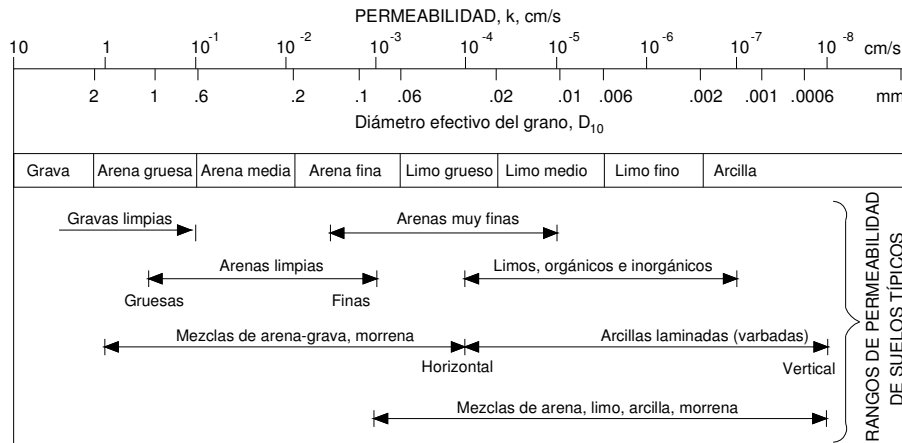 PERMEABILIDAD, k, cm/s
10 1 10⁻¹ 10⁻² 10⁻³ 10⁻⁴ 10⁻⁵ 10⁻⁶ 10⁻⁷ 10⁻⁸ cm/s
2 1 .6 .2 .1 .06 .02 .01 .006 .002 .001 .0006 mm
Diámetro efectivo del grano, D₁₀
Grava Arena gruesa Arena media Arena fina Limo grueso Limo medio Limo fino Arcilla
Gravas limpias Arenas muy finas
Arenas limpias Limos, orgánicos e inorgánicos
Gruesas Finas
Mezclas de arena-grava, morrena Arcillas laminadas (varbadas)
Horizontal Vertical
Mezclas de arena, limo, arcilla, morrena
RANGOS DE PERMEABILIDAD
DE SUELOS TÍPICOS